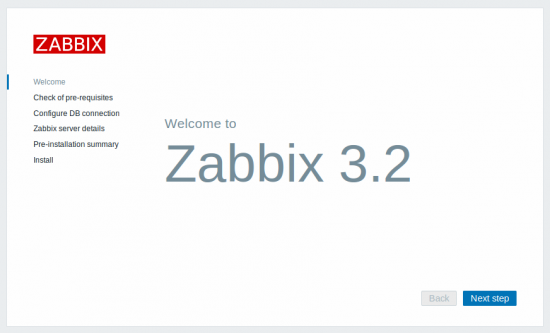 ZABBIX
Welcome
Check of pre-requisites
Configure DB connection
Zabbix server details
Pre-installation summary
Install
Welcome to
Zabbix 3.2
Back
Next step